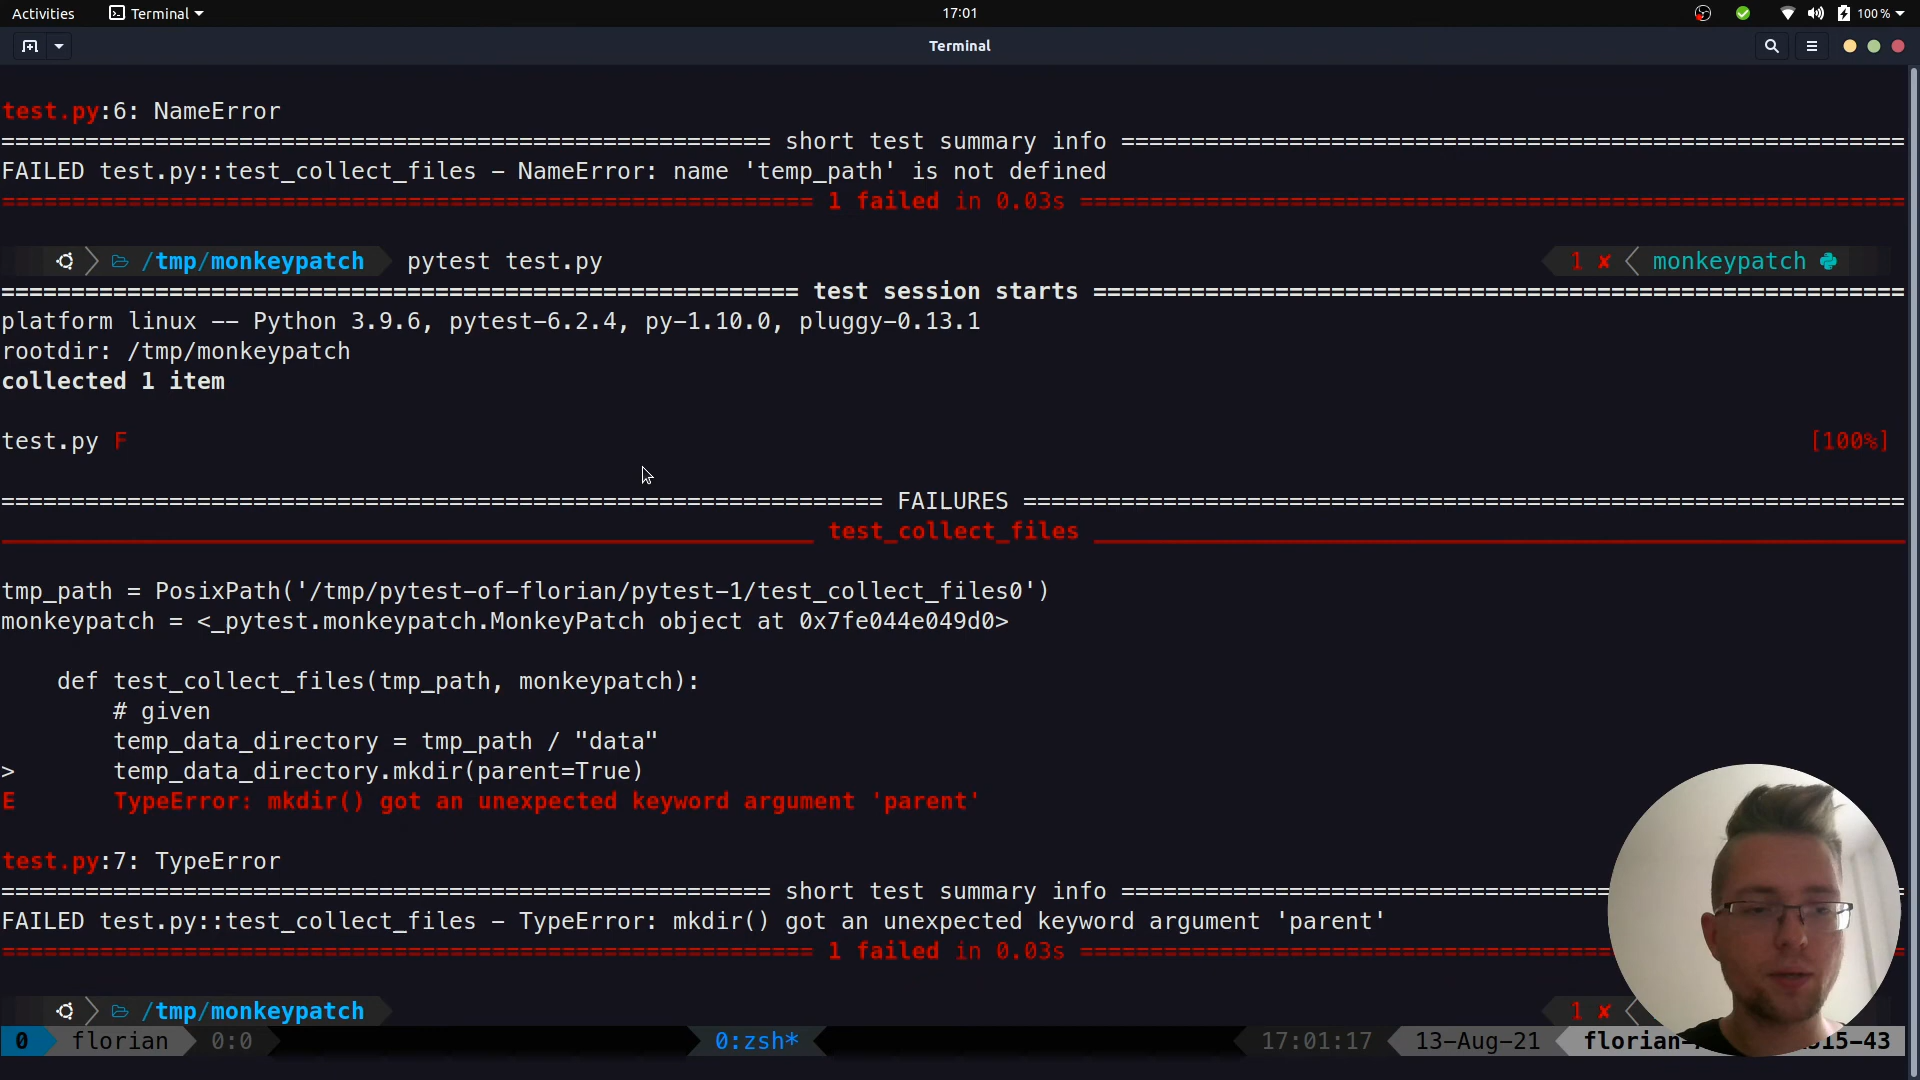 Activities Terminal 17:01 100 %
Terminal
test.py:6: NameError
======================================================= short test summary info ========================================================
FAILED test.py::test_collect_files - NameError: name 'temp_path' is not defined
========================================================== 1 failed in 0.03s ===========================================================
/tmp/monkeypatch pytest test.py 1 ✘ monkeypatch
========================================================= test session starts ==========================================================
platform linux -- Python 3.9.6, pytest-6.2.4, py-1.10.0, pluggy-0.13.1
rootdir: /tmp/monkeypatch
collected 1 item
test.py F [100%]
=============================================================== FAILURES ===============================================================
__________________________________________________________ test_collect_files __________________________________________________________
tmp_path = PosixPath('/tmp/pytest-of-florian/pytest-1/test_collect_files0')
monkeypatch = <_pytest.monkeypatch.MonkeyPatch object at 0x7fe044e049d0>
def test_collect_files(tmp_path, monkeypatch):
# given
temp_data_directory = tmp_path / "data"
> temp_data_directory.mkdir(parent=True)
E TypeError: mkdir() got an unexpected keyword argument 'parent'
test.py:7: TypeError
======================================================= short test summary info ===================================
FAILED test.py::test_collect_files - TypeError: mkdir() got an unexpected keyword argument 'parent'
========================================================== 1 failed in 0.03s ======================================
/tmp/monkeypatch 1 ✘
0 florian 0:0 0:zsh* 17:01:17 13-Aug-21 florian- 515-43